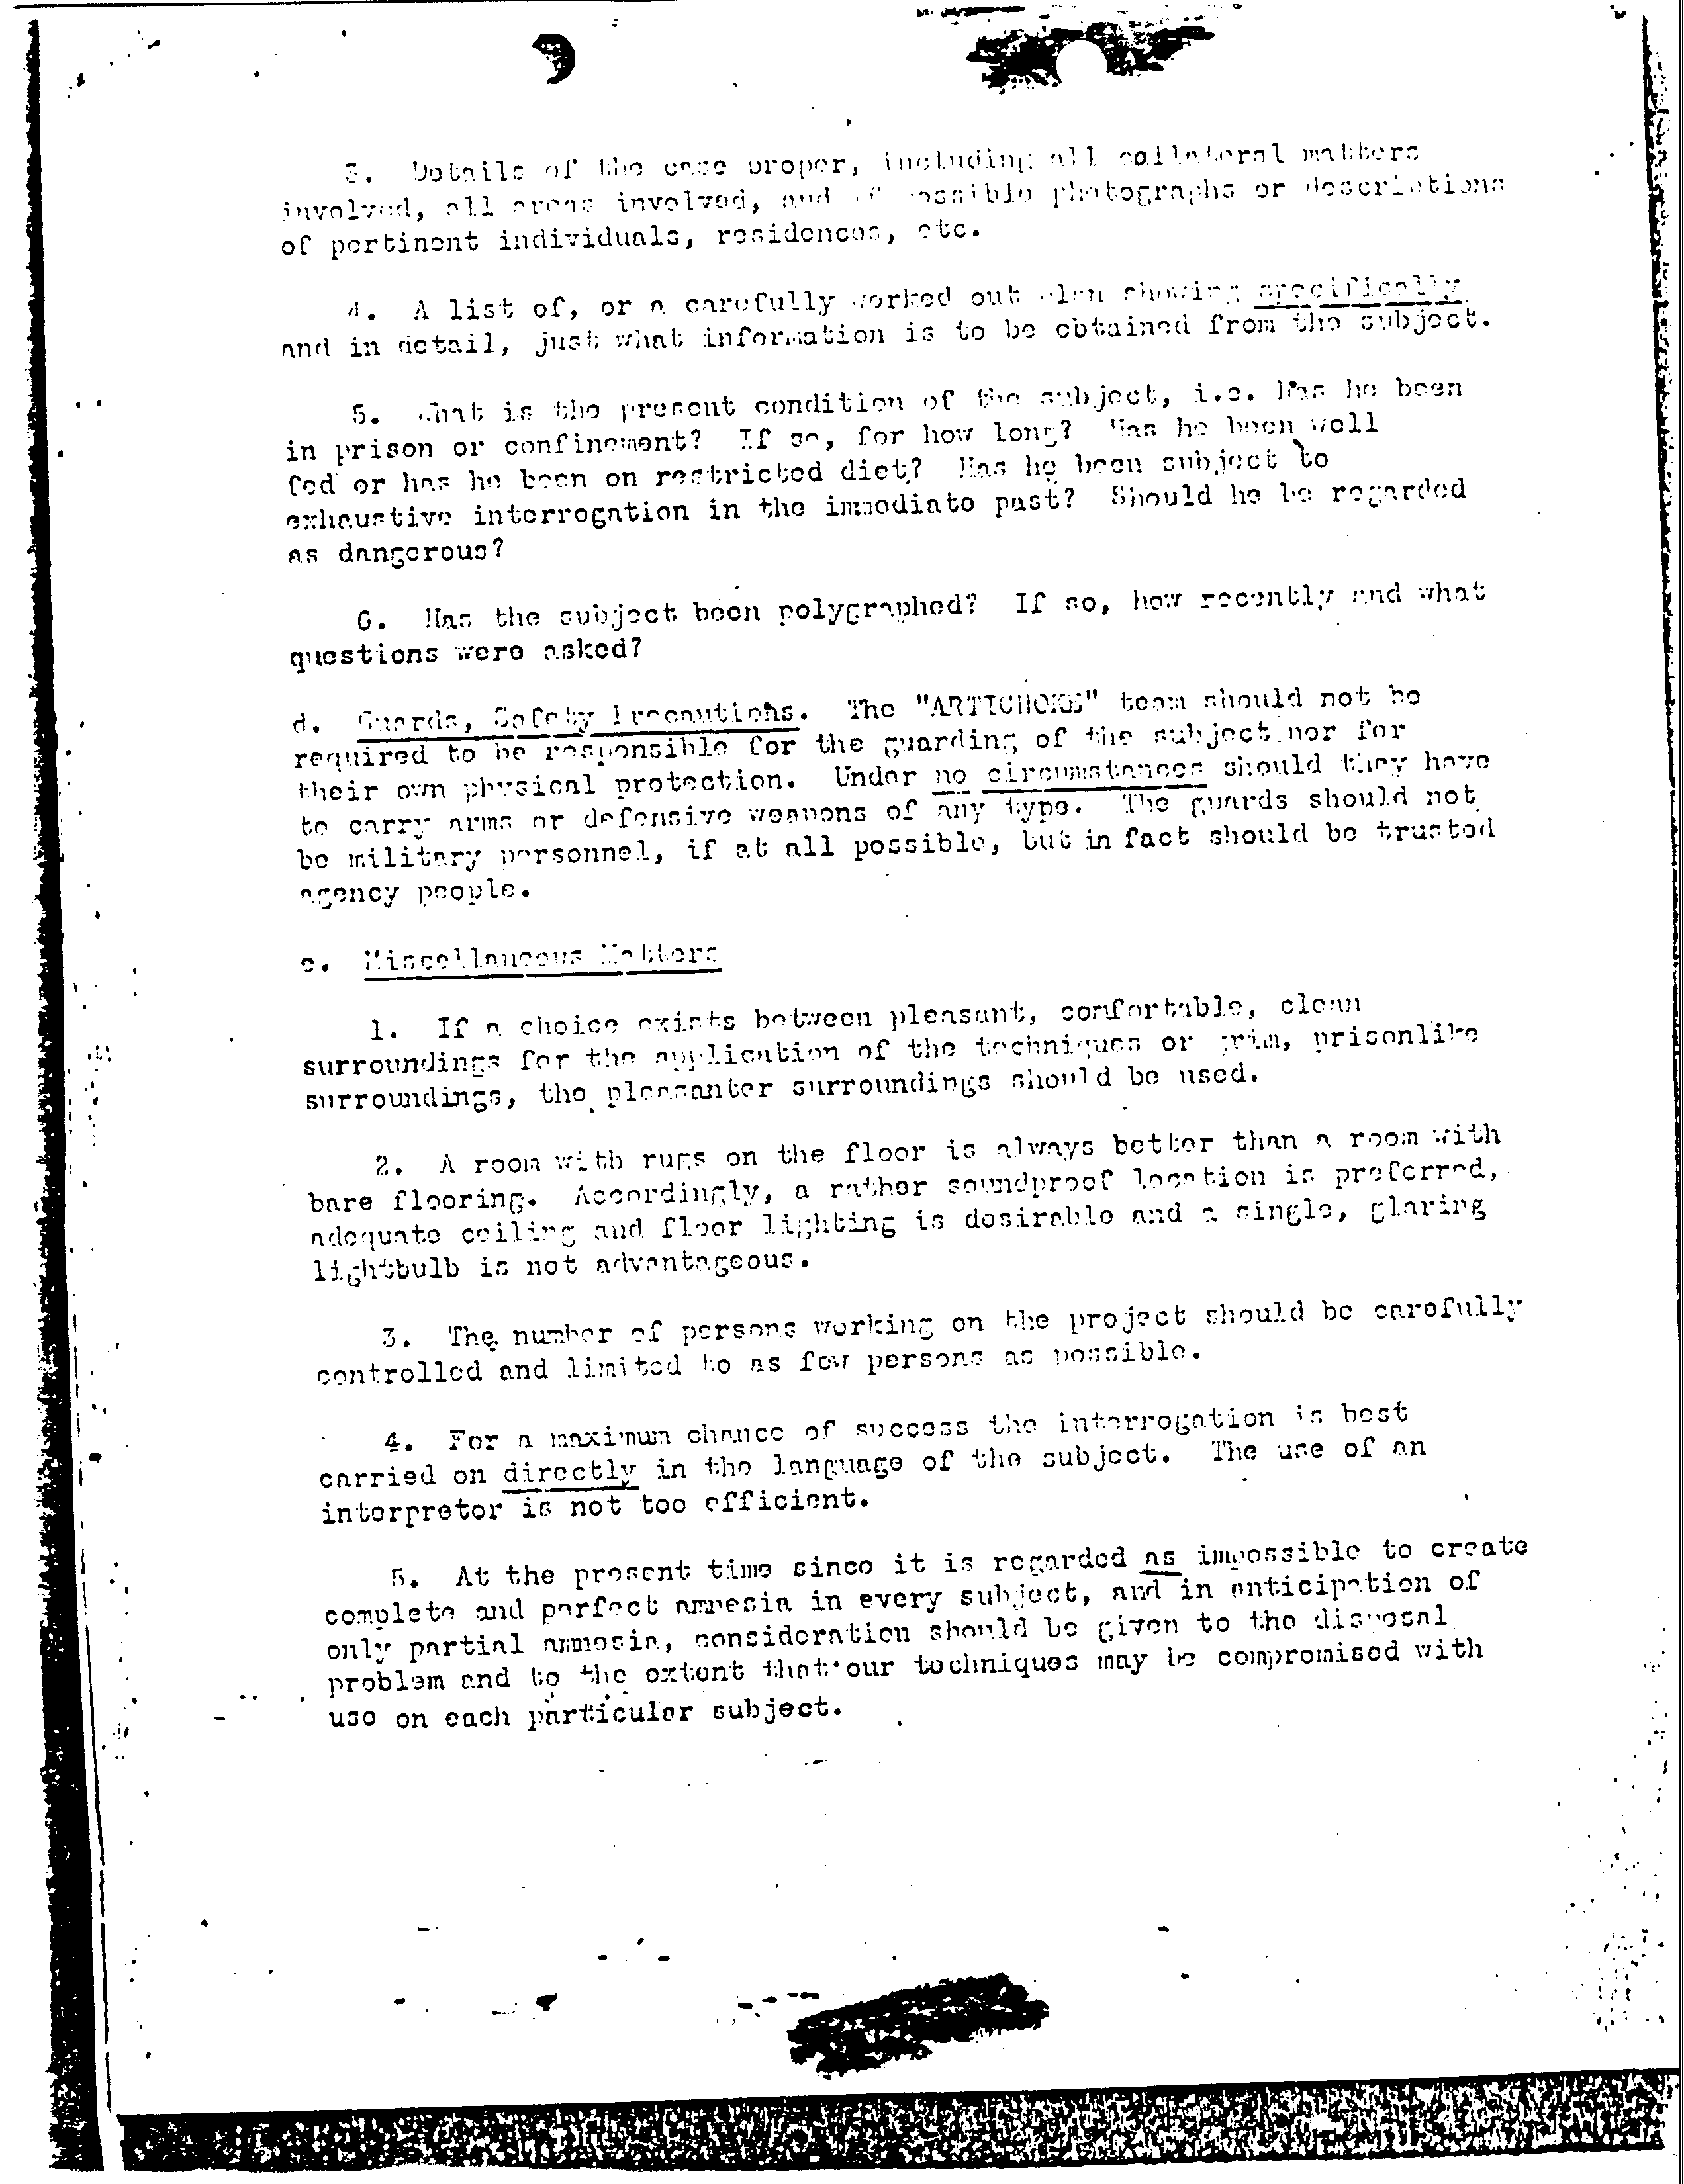 3. Details of the case proper, including all collateral matters
involved, all areas involved, and if possible photographs or descriptions
of pertinent individuals, residences, etc.
4. A list of, or a carefully worked out plan showing specifically
and in detail, just what information is to be obtained from the subject.
5. What is the present condition of the subject, i.e. Has he been
in prison or confinement? If so, for how long? Has he been well
fed or has he been on restricted diet? Has he been subject to
exhaustive interrogation in the immediate past? Should he be regarded
as dangerous?
6. Has the subject been polygraphed? If so, how recently and what
questions were asked?
d. Guards, Safety Precautions. The "ARTICHOKE" team should not be
required to be responsible for the guarding of the subject nor for
their own physical protection. Under no circumstances should they have
to carry arms or defensive weapons of any type. The guards should not
be military personnel, if at all possible, but in fact should be trusted
agency people.
e. Miscellaneous Matters
1. If a choice exists between pleasant, comfortable, clean
surroundings for the application of the techniques or grim, prisonlike
surroundings, the pleasanter surroundings should be used.
2. A room with rugs on the floor is always better than a room with
bare flooring. Accordingly, a rather soundproof location is preferred,
adequate ceiling and floor lighting is desirable and a single, glaring
lightbulb is not advantageous.
3. The number of persons working on the project should be carefully
controlled and limited to as few persons as possible.
4. For a maximum chance of success the interrogation is best
carried on directly in the language of the subject. The use of an
interpretor is not too efficient.
5. At the present time since it is regarded as impossible to create
complete and perfect amnesia in every subject, and in anticipation of
only partial amnesia, consideration should be given to the disposal
problem and to the extent that our techniques may be compromised with
use on each particular subject.